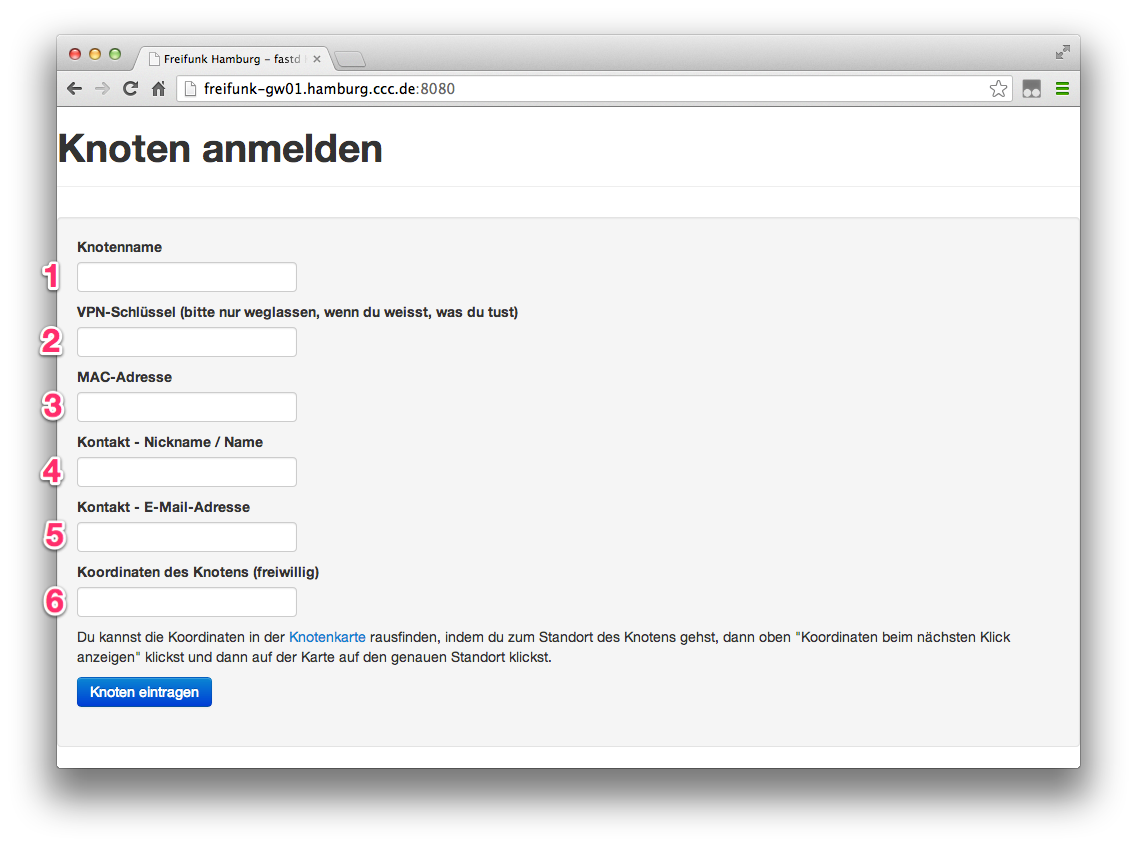 Freifunk Hamburg – fastd
freifunk-gw01.hamburg.ccc.de:8080
Knoten anmelden
Knotenname
1
VPN-Schlüssel (bitte nur weglassen, wenn du weisst, was du tust)
2
MAC-Adresse
3
Kontakt - Nickname / Name
4
Kontakt - E-Mail-Adresse
5
Koordinaten des Knotens (freiwillig)
6
Du kannst die Koordinaten in der Knotenkarte rausfinden, indem du zum Standort des Knotens gehst, dann oben "Koordinaten beim nächsten Klick
anzeigen" klickst und dann auf der Karte auf den genauen Standort klickst.
Knoten eintragen